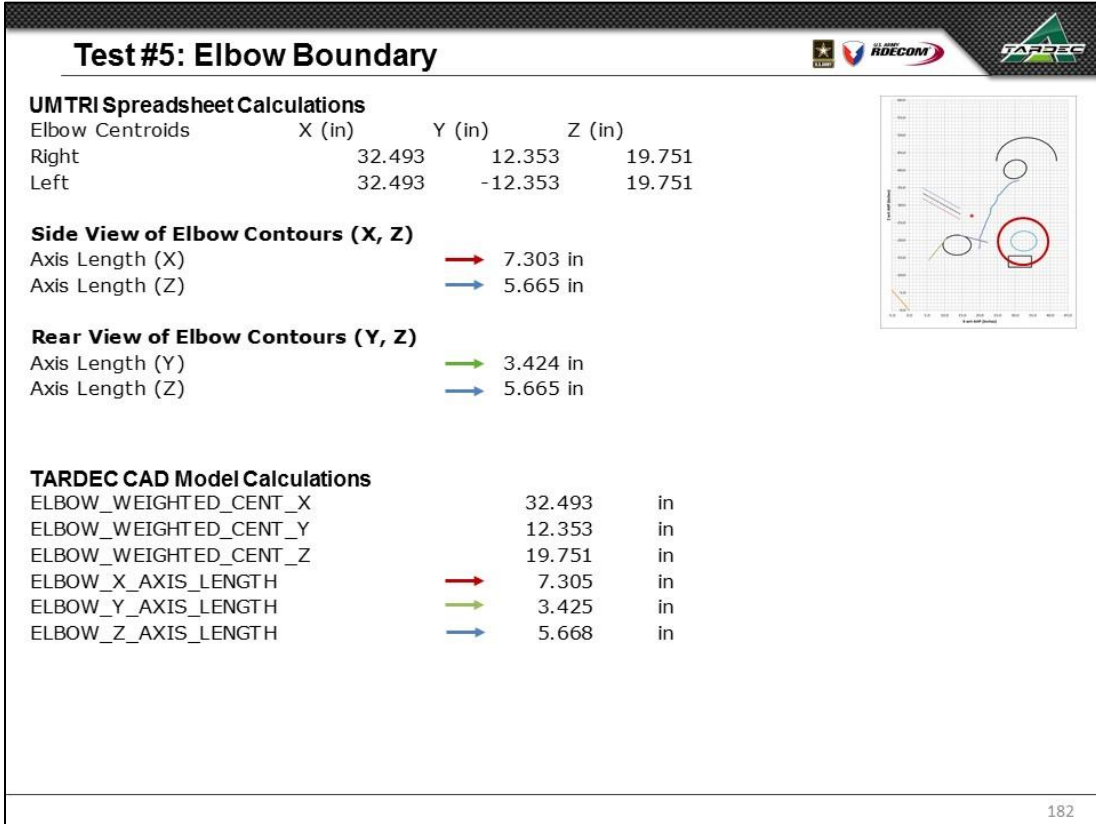 Test #5: Elbow Boundary
U.S. ARMY
U.S. ARMY
RDECOM
TARDEC
UMTRI Spreadsheet Calculations
Elbow Centroids X (in) Y (in) Z (in)
Right 32.493 12.353 19.751
Left 32.493 -12.353 19.751
Side View of Elbow Contours (X, Z)
Axis Length (X) 7.303 in
Axis Length (Z) 5.665 in
Rear View of Elbow Contours (Y, Z)
Axis Length (Y) 3.424 in
Axis Length (Z) 5.665 in
TARDEC CAD Model Calculations
ELBOW_WEIGHTED_CENT_X 32.493 in
ELBOW_WEIGHTED_CENT_Y 12.353 in
ELBOW_WEIGHTED_CENT_Z 19.751 in
ELBOW_X_AXIS_LENGTH 7.305 in
ELBOW_Y_AXIS_LENGTH 3.425 in
ELBOW_Z_AXIS_LENGTH 5.668 in
182